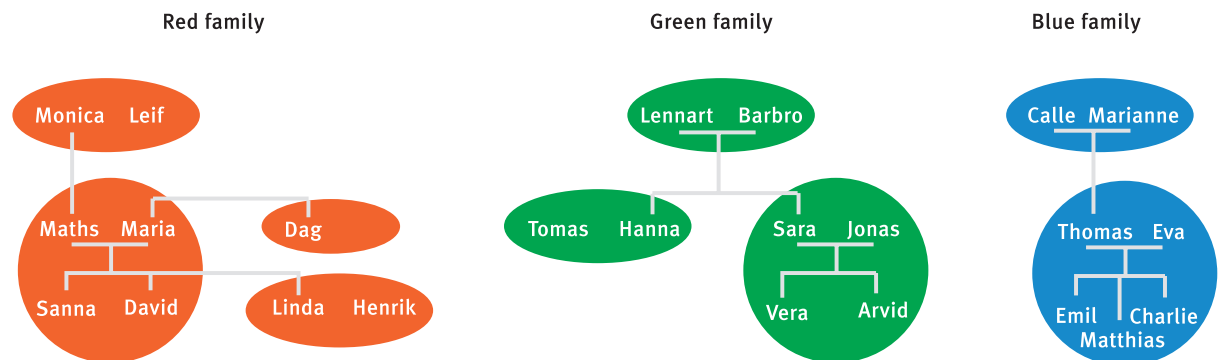 Red family
Green family
Blue family
Monica Leif
Lennart Barbro
Calle Marianne
Maths Maria
Dag
Tomas Hanna
Sara Jonas
Thomas Eva
Sanna David
Linda Henrik
Vera Arvid
Emil Charlie
Matthias